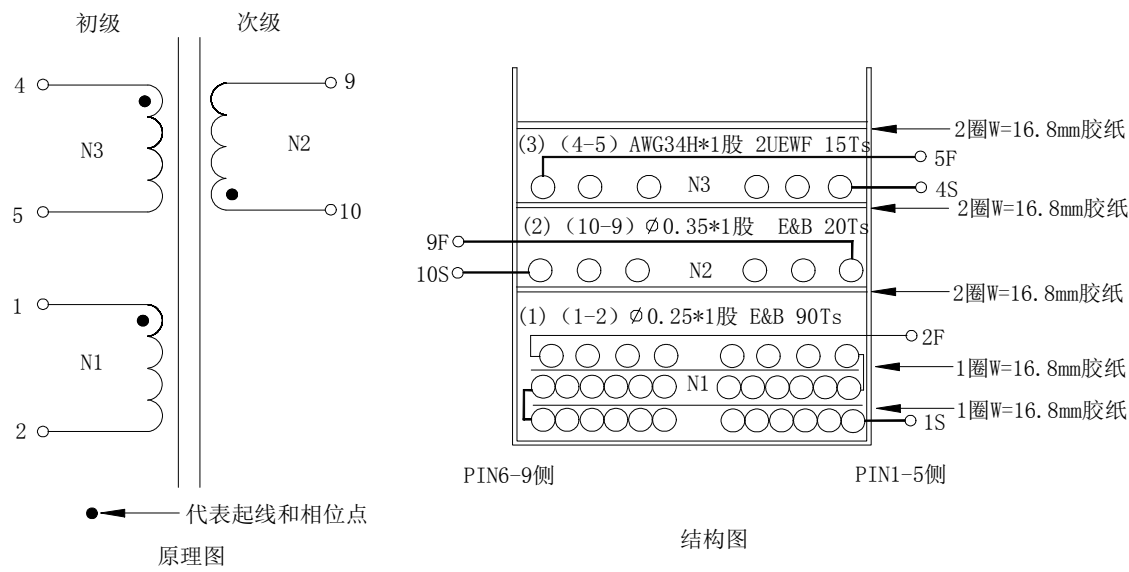 初级
次级
4
9
N3
N2
5
10
1
N1
2
代表起线和相位点
原理图
2圈W=16.8mm胶纸
(3) (4-5) AWG34H*1股 2UEWF 15Ts
5F
N3
4S
2圈W=16.8mm胶纸
(2) (10-9) Ø0.35*1股 E&B 20Ts
9F
10S
N2
2圈W=16.8mm胶纸
(1) (1-2) Ø0.25*1股 E&B 90Ts
2F
1圈W=16.8mm胶纸
N1
1圈W=16.8mm胶纸
1S
PIN6-9侧
PIN1-5侧
结构图